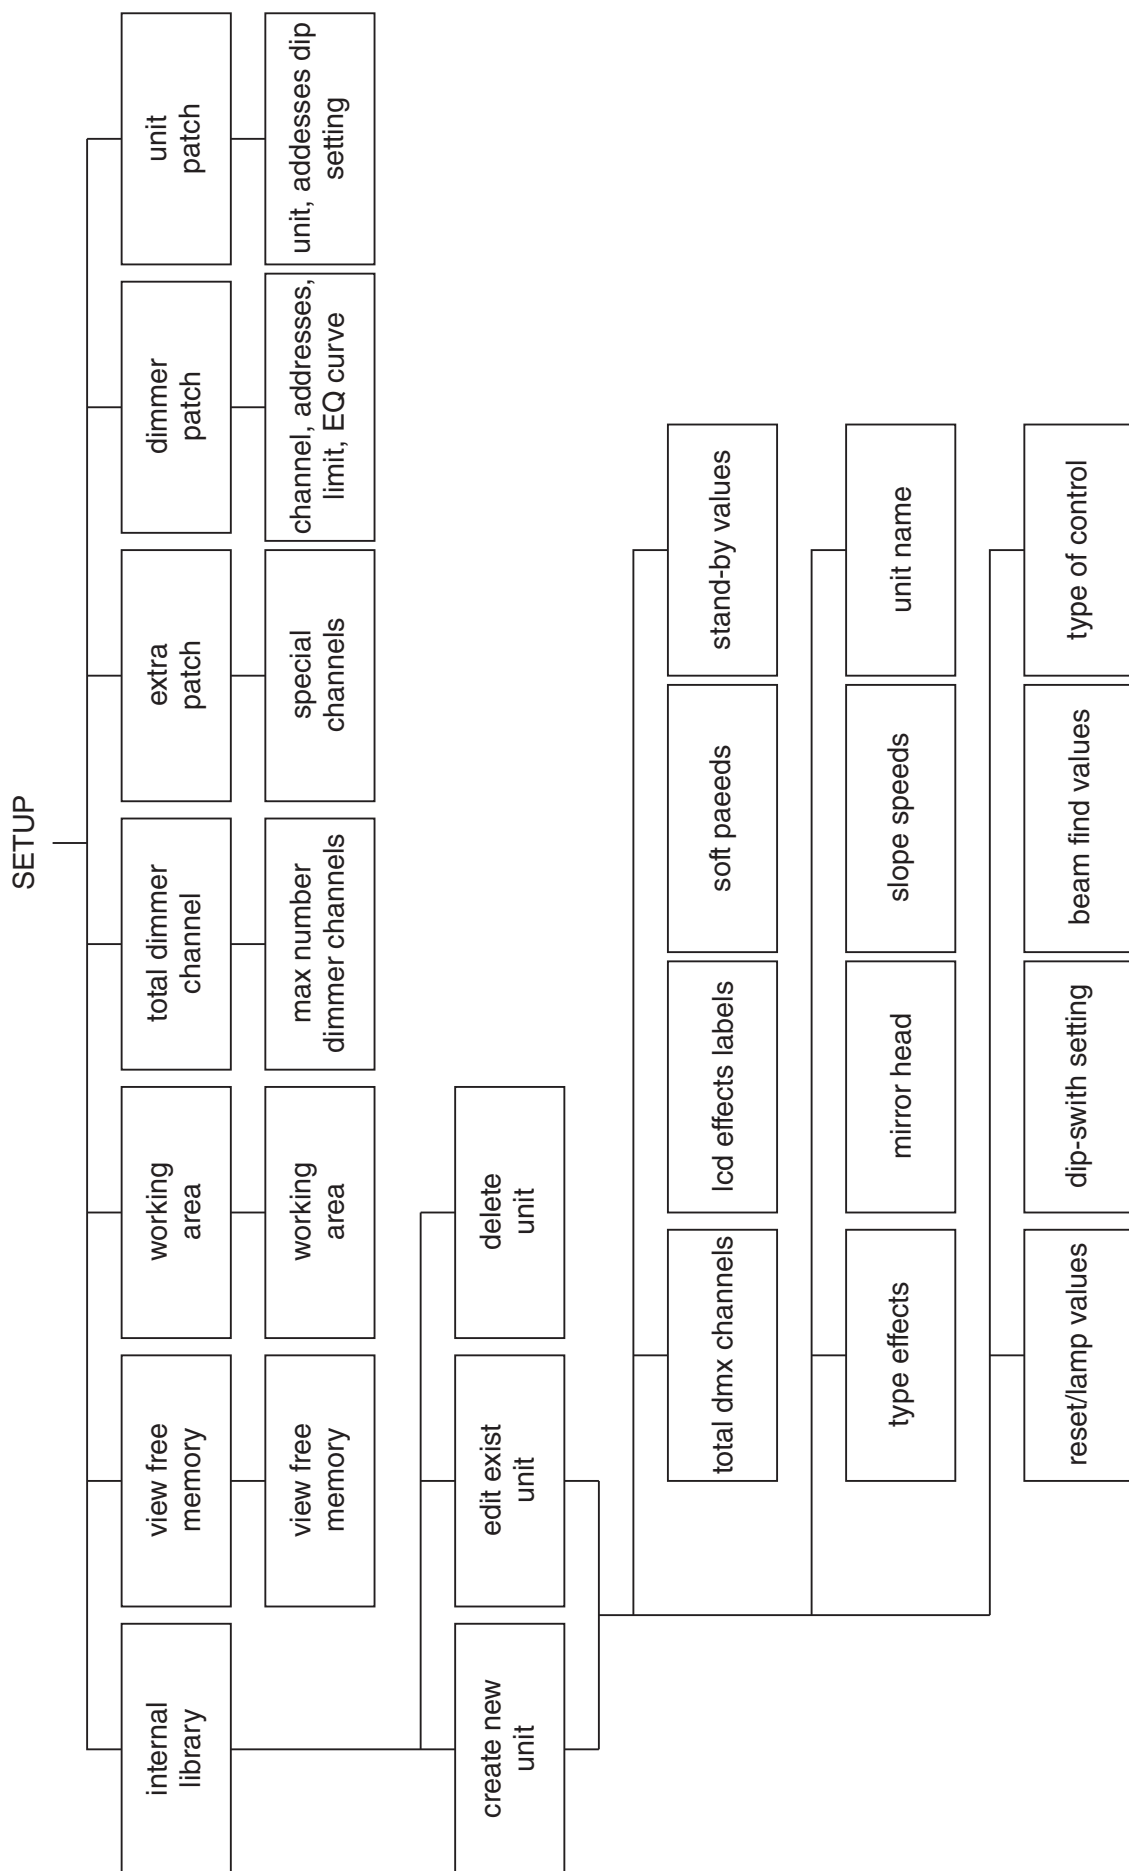 SETUP
internal
library
view free
memory
working
area
total dimmer
channel
extra
patch
dimmer
patch
unit
patch
view free
memory
working
area
max number
dimmer channels
special
channels
channel, addresses,
limit, EQ curve
unit, addesses dip
setting
create new
unit
edit exist
unit
delete
unit
total dmx channels
lcd effects labels
soft paeeds
stand-by values
type effects
mirror head
slope speeds
unit name
reset/lamp values
dip-swith setting
beam find values
type of control